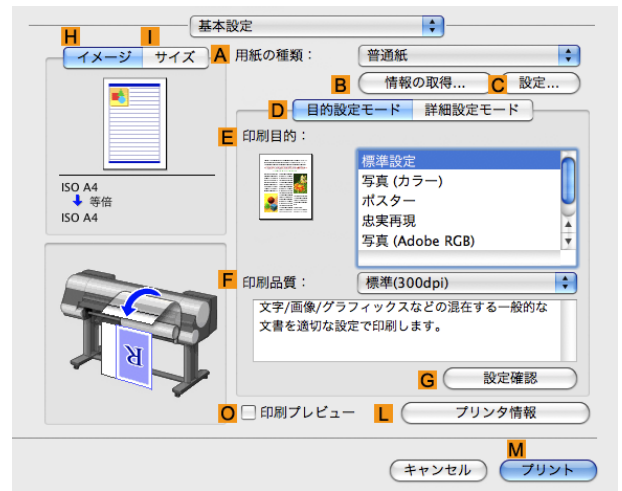 基本設定
H I
イメージ サイズ
A 用紙の種類： 普通紙
B 情報の取得... C 設定...
D 目的設定モード 詳細設定モード
E 印刷目的：
標準設定
写真 (カラー)
ポスター
忠実再現
写真 (Adobe RGB)
ISO A4
等倍
ISO A4
F 印刷品質： 標準(300dpi)
文字/画像/グラフィックスなどの混在する一般的な
文書を適切な設定で印刷します。
R
G 設定確認
O 印刷プレビュー L プリンタ情報
M
キャンセル プリント